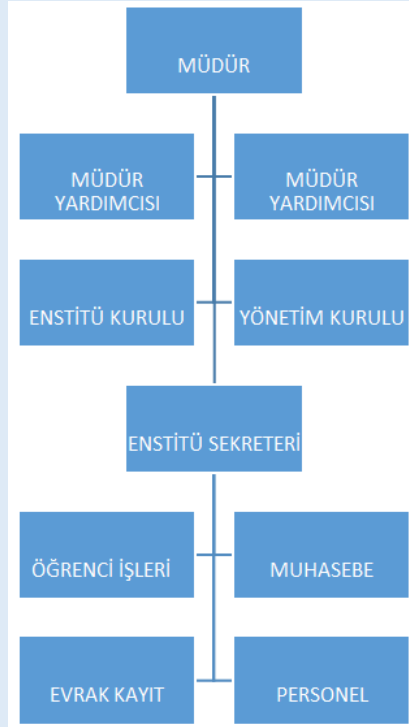 MÜDÜR
MÜDÜR
YARDIMCISI
MÜDÜR
YARDIMCISI
ENSTİTÜ KURULU
YÖNETİM KURULU
ENSTİTÜ SEKRETERİ
ÖĞRENCİ İŞLERİ
MUHASEBE
EVRAK KAYIT
PERSONEL